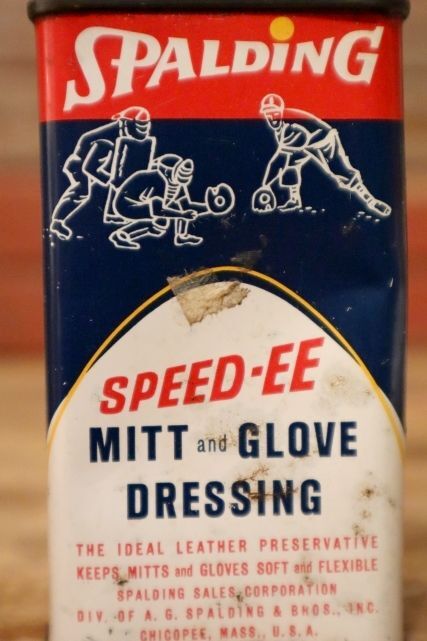 SPALDING
SPEED-EE
MITT and GLOVE
DRESSING
THE IDEAL LEATHER PRESERVATIVE
KEEPS MITTS and GLOVES SOFT and FLEXIBLE
SPALDING SALES CORPORATION
DIV. OF A. G. SPALDING & BROS., INC.
CHICOPEE, MASS., U.S.A.